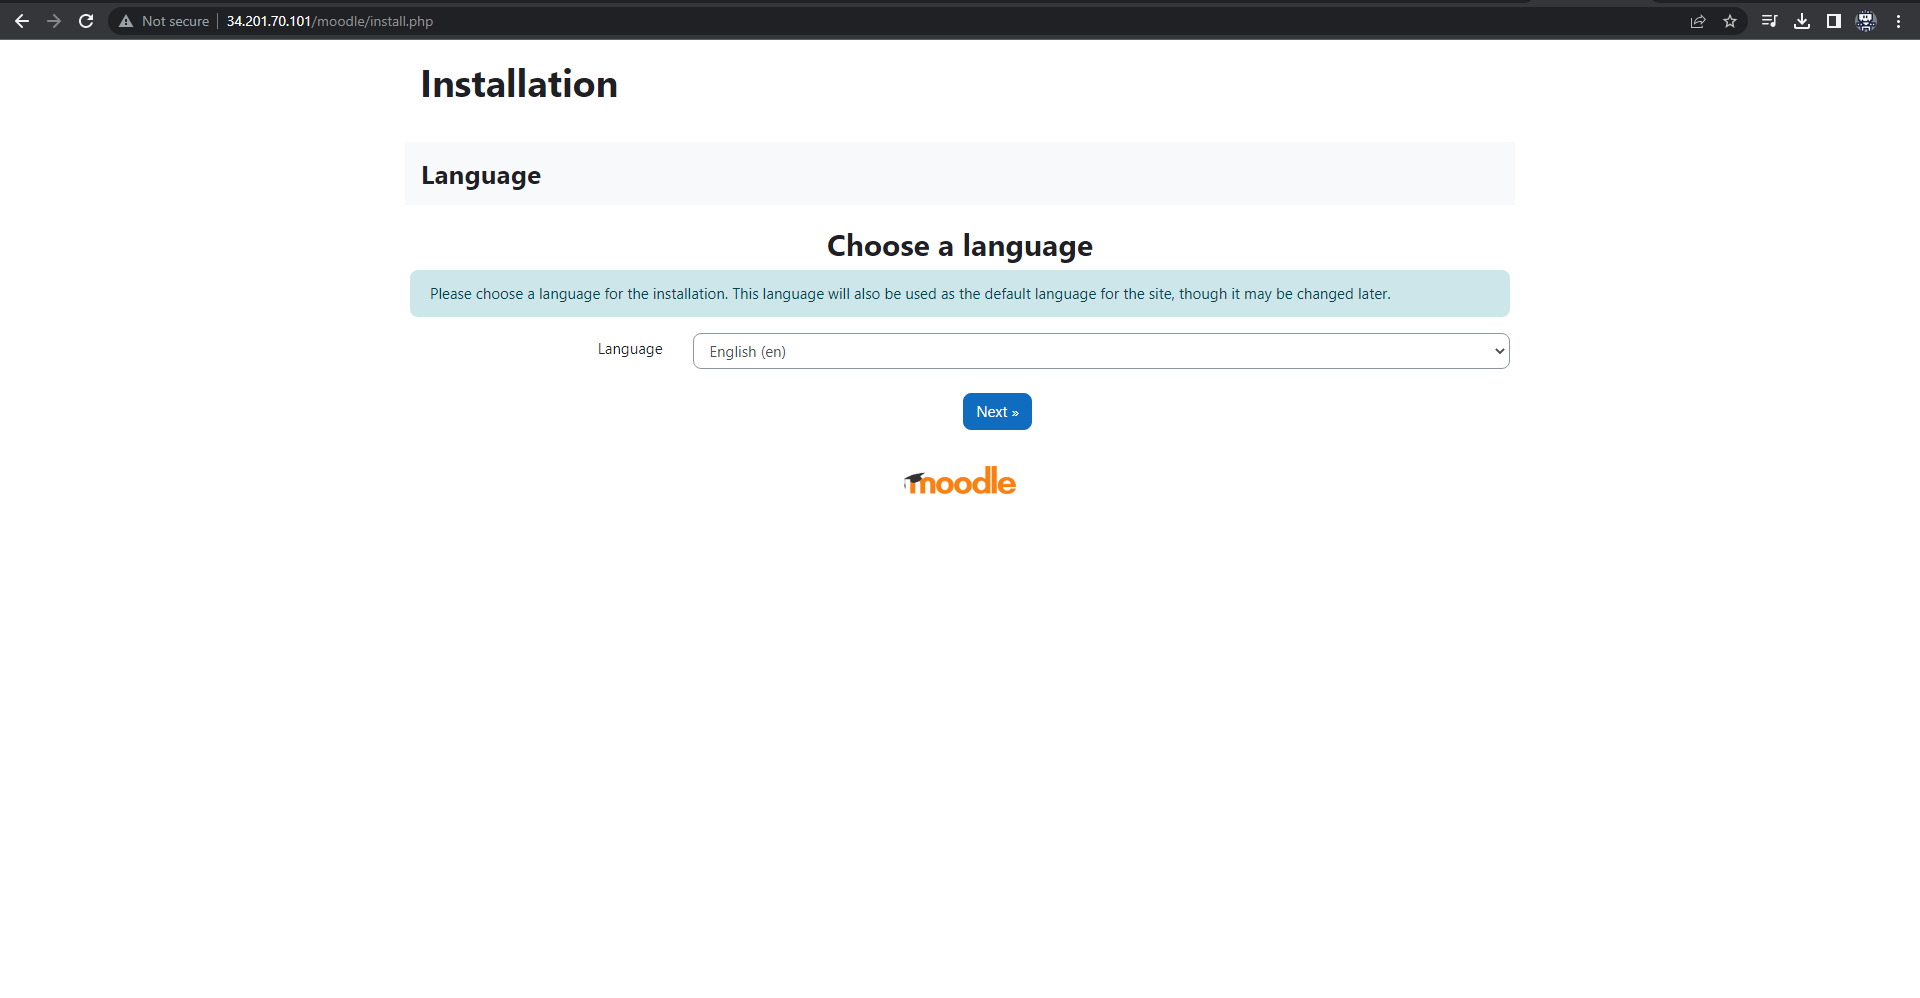 Not secure 34.201.70.101/moodle/install.php
Installation
Language
Choose a language
Please choose a language for the installation. This language will also be used as the default language for the site, though it may be changed later.
Language English (en)
Next »
moodle